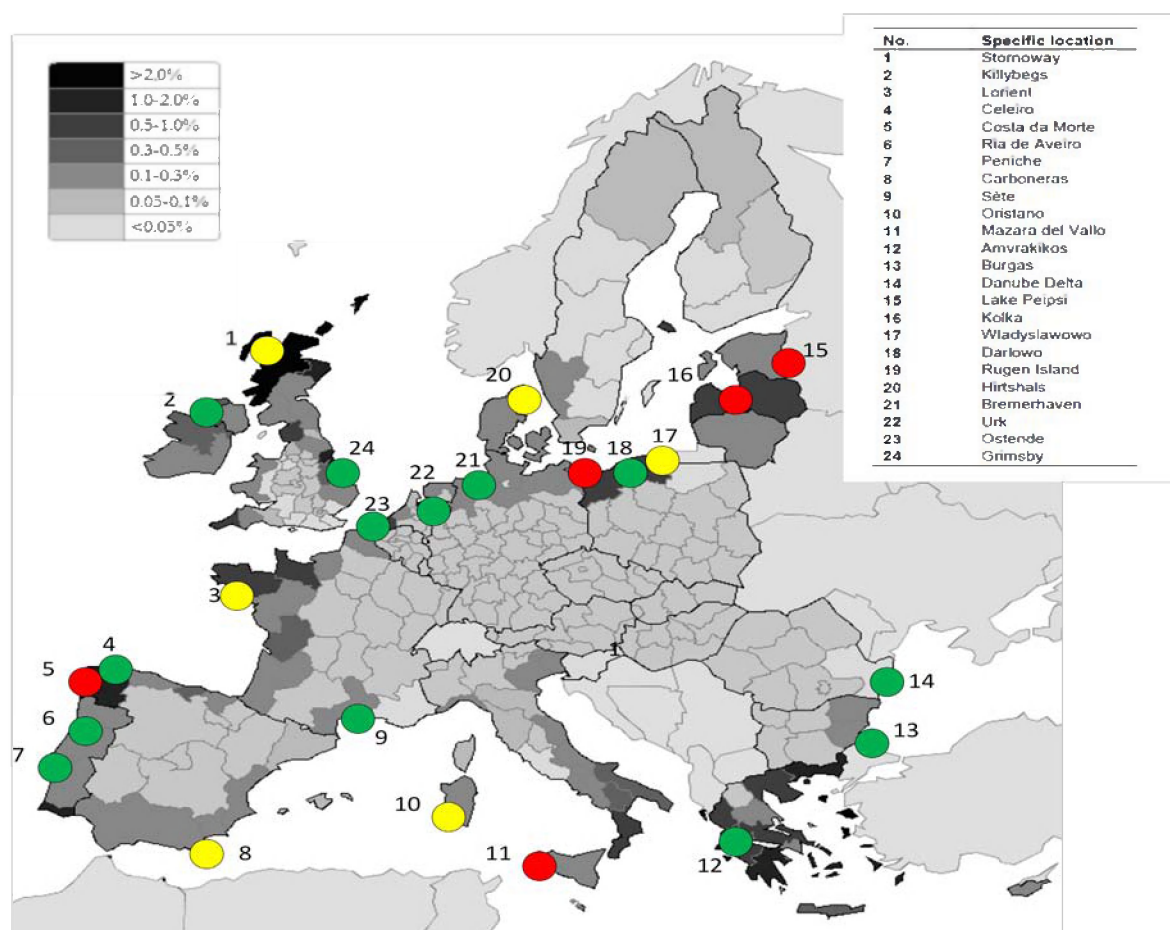 No. Specific location
1 Stornoway
2 Killybegs
3 Lorient
4 Celeiro
5 Costa da Morte
6 Ria de Aveiro
7 Peniche
8 Carboneras
9 Sète
10 Oristano
11 Mazara del Vallo
12 Amvrakikos
13 Burgas
14 Danube Delta
15 Lake Peipsi
16 Kolka
17 Wladyslawowo
18 Darlowo
19 Rugen Island
20 Hirtshals
21 Bremerhaven
22 Urk
23 Ostende
24 Grimsby
>2.0%
1.0-2.0%
0.5-1.0%
0.3-0.5%
0.1-0.3%
0.05-0.1%
<0.05%
1
15
20
16
2
24
17
19
18
21
22
23
3
1
4
5
14
6
13
9
7
10
11
12
8